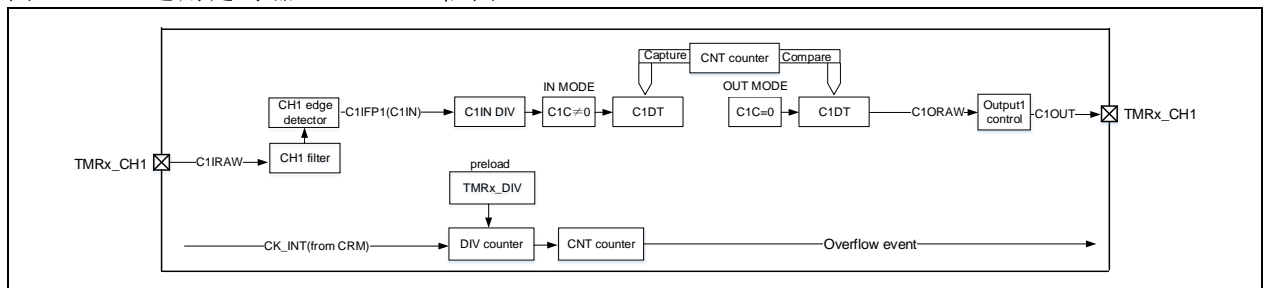 Capture
CNT counter
Compare
IN MODE
OUT MODE
CH1 edge
detector
C1IFP1(C1IN)
C1IN DIV
C1C≠0
C1DT
C1C=0
C1DT
C1ORAW
Output1
control
C1OUT
TMRx_CH1
TMRx_CH1
C1IRAW
CH1 filter
preload
TMRx_DIV
CK_INT(from CRM)
DIV counter
CNT counter
Overflow event